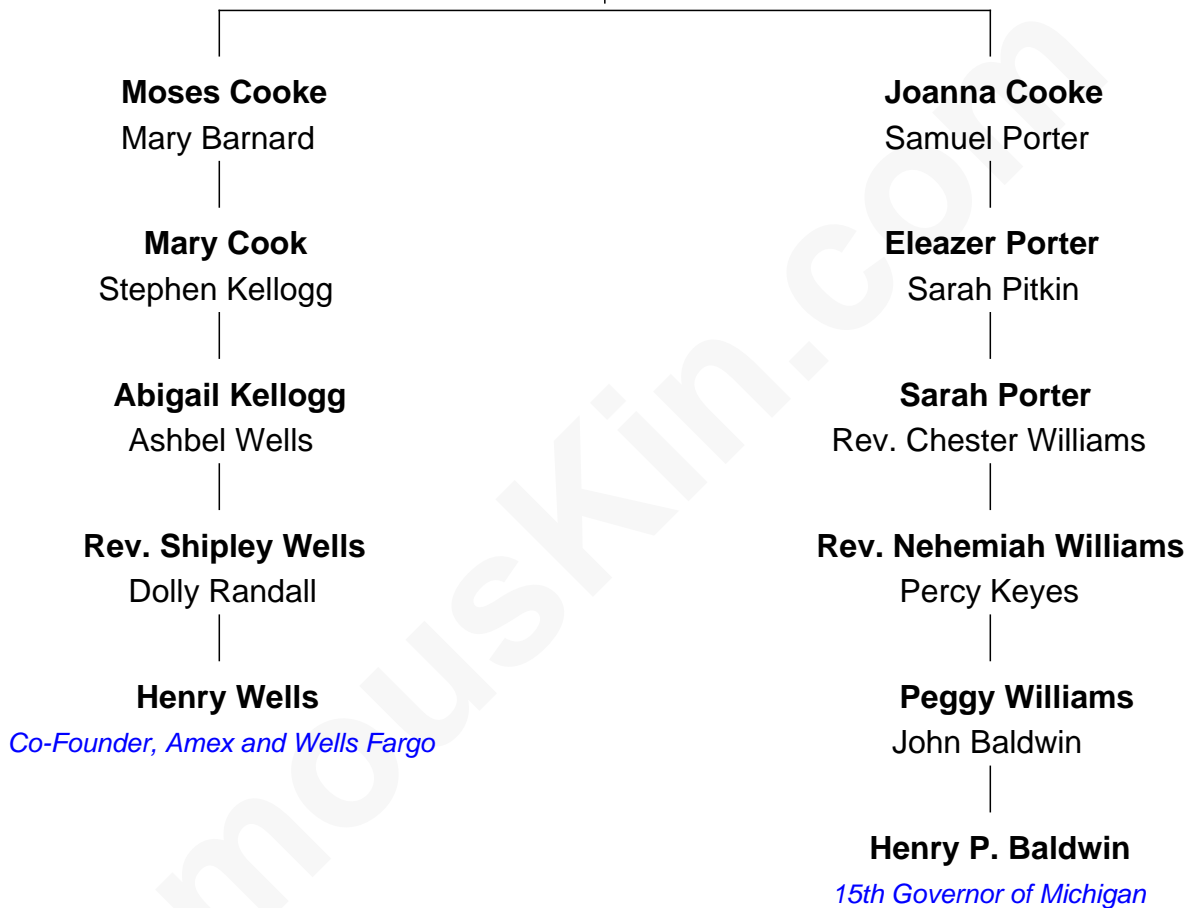 Moses Cooke
Mary Barnard
Mary Cook
Stephen Kellogg
Abigail Kellogg
Ashbel Wells
Rev. Shipley Wells
Dolly Randall
Henry Wells
Co-Founder, Amex and Wells Fargo
Joanna Cooke
Samuel Porter
Eleazer Porter
Sarah Pitkin
Sarah Porter
Rev. Chester Williams
Rev. Nehemiah Williams
Percy Keyes
Peggy Williams
John Baldwin
Henry P. Baldwin
15th Governor of Michigan
mousKin.com